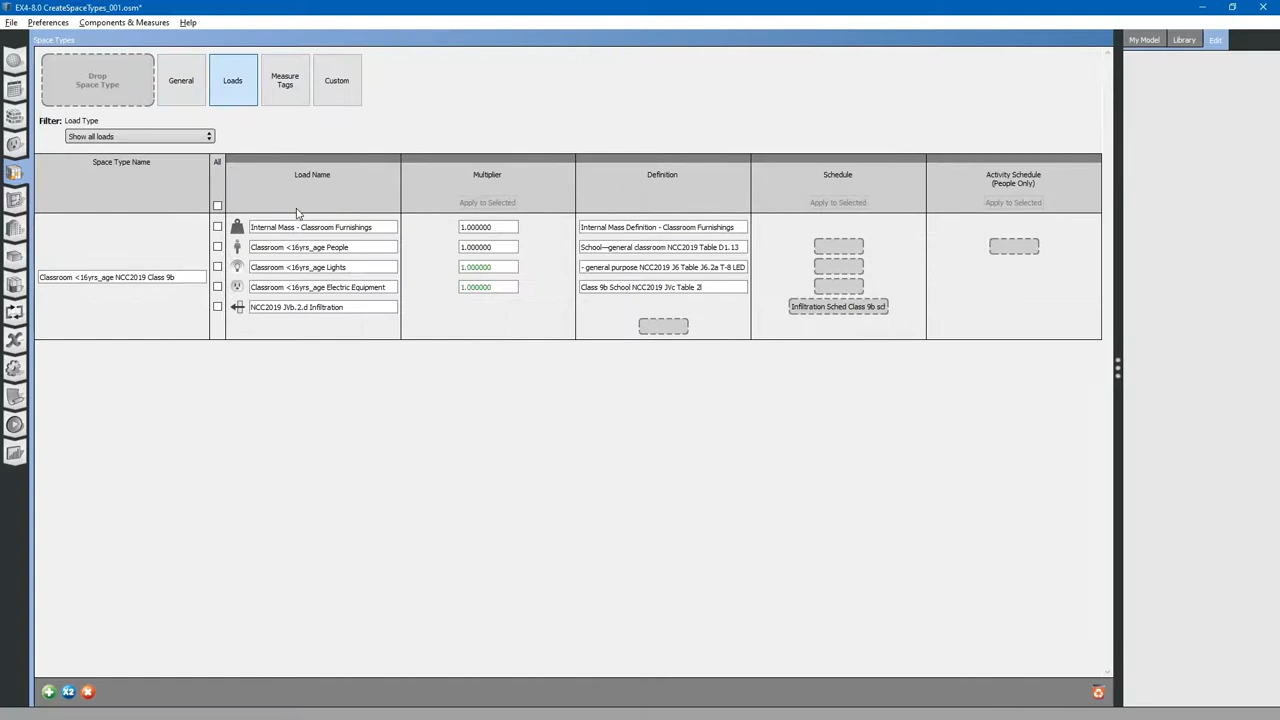 EX4-8.0 CreateSpaceTypes_001.osm*
File Preferences Components & Measures Help
Space Types
My Model Library Edit
Drop
Space Type
General
Loads
Measure
Tags
Custom
Filter: Load Type
Show all loads
Space Type Name
All
Load Name
Multiplier
Definition
Schedule
Activity Schedule
(People Only)
Apply to Selected
Apply to Selected
Apply to Selected
Classroom <16yrs_age NCC2019 Class 9b
Internal Mass - Classroom Furnishings 1.000000 Internal Mass Definition - Classroom Furnishings
Classroom <16yrs_age People 1.000000 School—general classroom NCC2019 Table D1.13
Classroom <16yrs_age Lights 1.000000 - general purpose NCC2019 J6 Table J6.2a T-8 LED
Classroom <16yrs_age Electric Equipment 1.000000 Class 9b School NCC2019 JVc Table 2l
NCC2019 JVb.2.d Infiltration Infiltration Sched Class 9b scl
X2